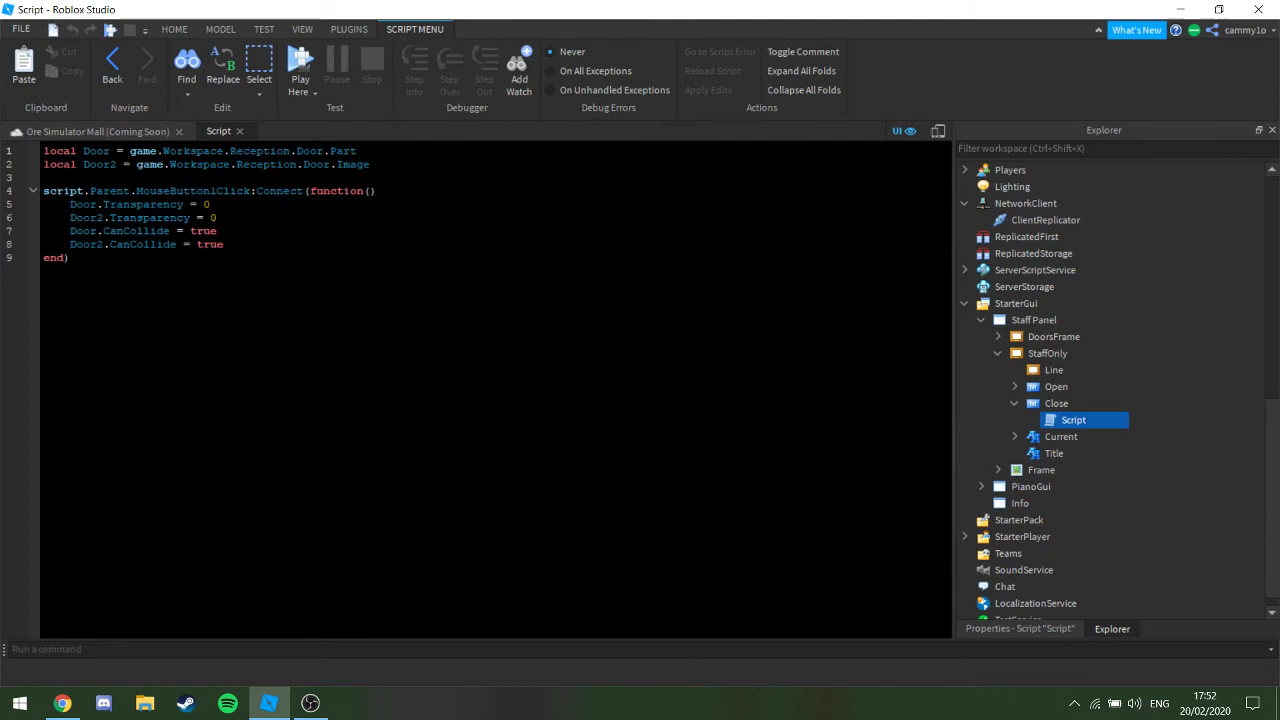 Script - Roblox Studio
FILE HOME MODEL TEST VIEW PLUGINS SCRIPT MENU What's New cammy1o
Paste Cut Copy
Clipboard
Back Fwd
Navigate
Find Replace Select
Edit
Play Here Pause Stop
Test
Step Into Step Over Step Out Add Watch
Debugger
Never
On All Exceptions
On Unhandled Exceptions
Debug Errors
Go to Script Error Toggle Comment
Reload Script Expand All Folds
Apply Edits Collapse All Folds
Actions
Ore Simulator Mall (Coming Soon) Script UI
1 local Door = game.Workspace.Reception.Door.Part
2 local Door2 = game.Workspace.Reception.Door.Image
3
4 script.Parent.MouseButton1Click:Connect(function()
5 Door.Transparency = 0
6 Door2.Transparency = 0
7 Door.CanCollide = true
8 Door2.CanCollide = true
9 end)
Explorer
Filter workspace (Ctrl+Shift+X)
Players
Lighting
NetworkClient
ClientReplicator
ReplicatedFirst
ReplicatedStorage
ServerScriptService
ServerStorage
StarterGui
Staff Panel
DoorsFrame
StaffOnly
Line
Open
Close
Script
Current
Title
Frame
PianoGui
Info
StarterPack
StarterPlayer
Teams
SoundService
Chat
LocalizationService
TestService
Properties - Script "Script" Explorer
Run a command
ENG 17:52
20/02/2020